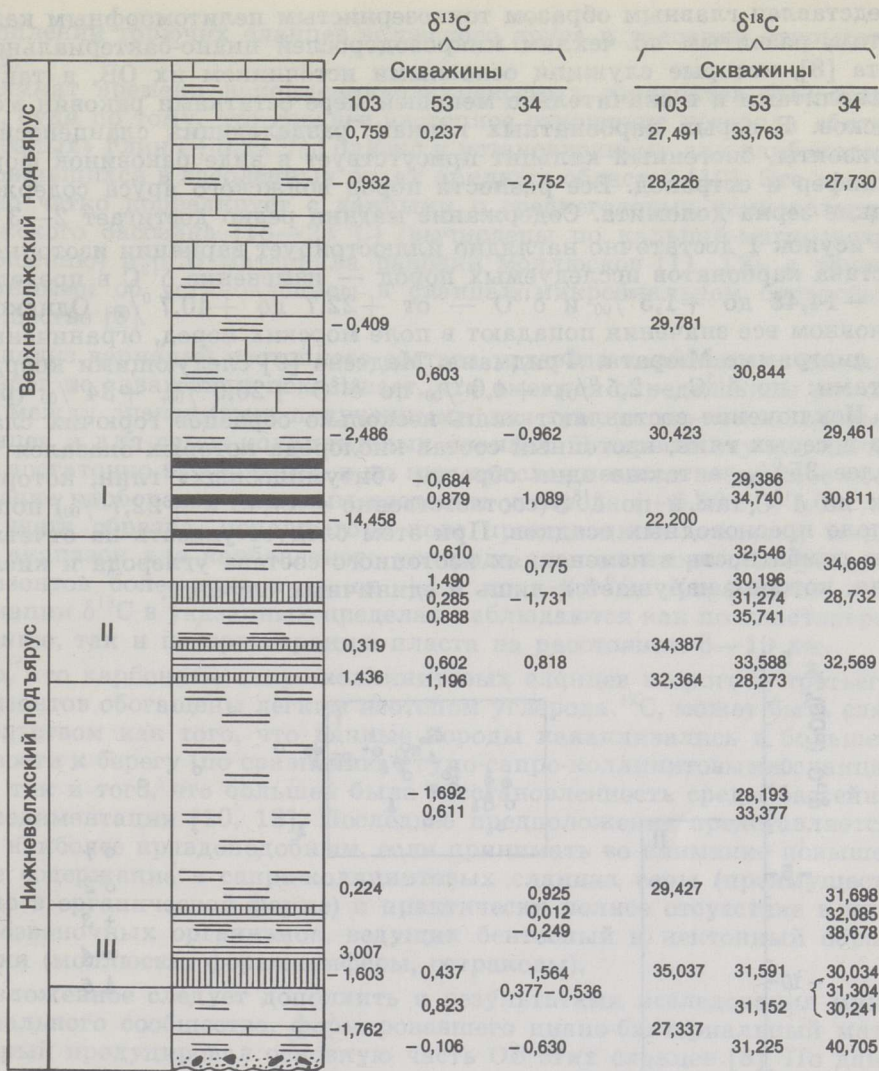 δ¹³C δ¹⁸C
Скважины Скважины
103 53 34 103 53 34
Верхневолжский подъярус
– 0,759 0,237 27,491 33,763
– 0,932 – 2,752 28,226 27,730
– 0,409 29,781
0,603 30,844
2,486 0,962 30,423 29,461
Нижневолжский подъярус
I
– 0,684 29,386
0,879 1,089 34,740 30,811
– 14,458 22,200
0,610 32,546
0,775 34,669
1,490 30,196
0,285 – 1,731 31,274 28,732
0,888 35,741
II
0,319 34,387
0,602 0,818 33,588 32,569
1,436 1,196 32,364 28,273
– 1,692 28,193
0,611 33,377
0,224 0,925 29,427 31,698
0,012 32,085
– 0,249 38,678
III
3,007
– 1,603 0,437 1,564 35,037 31,591 30,034
0,377 – 0,536 31,304
0,823 31,152 30,241
– 1,762 27,337
– 0,106 – 0,630 31,225 40,705